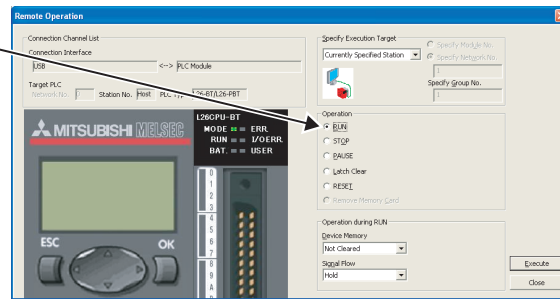 Remote Operation
Connection Channel List
Connection Interface
USB <--> PLC Module
Target PLC
Network No. 0 Station No. Host PLC Type L26-BT/L26-PBT
MITSUBISHI MELSEC
L26CPU-BT
MODE ERR.
RUN I/OERR.
BAT. USER
0
1
2
3
4
5
6
7
8
9
A
B
ESC OK
Specify Execution Target
Currently Specified Station
Specify Module No.
Specify Network No.
1
Specify Group No.
1
Operation
RUN
STOP
PAUSE
Latch Clear
RESET
Remove Memory Card
Operation during RUN
Device Memory
Not Cleared
Signal Flow
Hold
Execute
Close